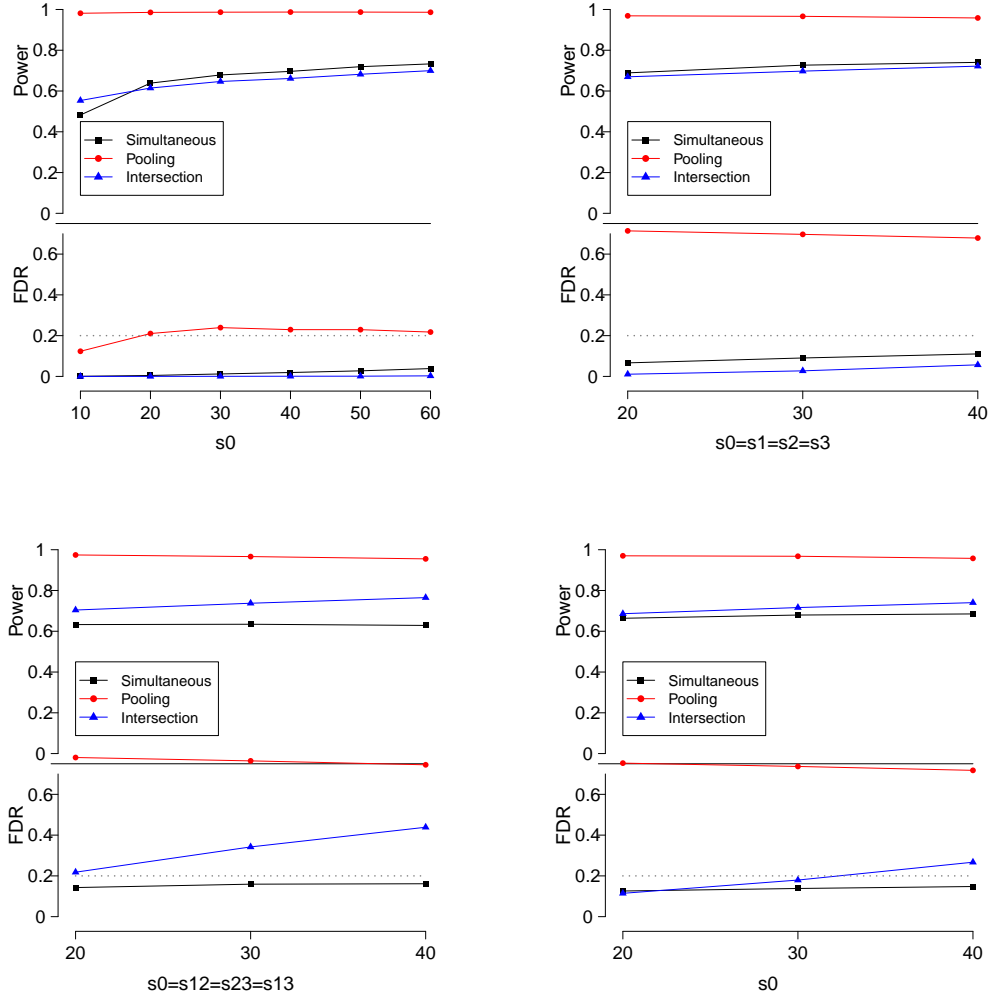 Power
1
0.8
0.6
0.4
0.2
0
Simultaneous
Pooling
Intersection
FDR
0.6
0.4
0.2
0
10 20 30 40 50 60
s0
Power
1
0.8
0.6
0.4
0.2
0
Simultaneous
Pooling
Intersection
FDR
0.6
0.4
0.2
0
20 30 40
s0=s1=s2=s3
Power
1
0.8
0.6
0.4
0.2
0
Simultaneous
Pooling
Intersection
FDR
0.6
0.4
0.2
0
20 30 40
s0=s12=s23=s13
Power
1
0.8
0.6
0.4
0.2
0
Simultaneous
Pooling
Intersection
FDR
0.6
0.4
0.2
0
20 30 40
s0